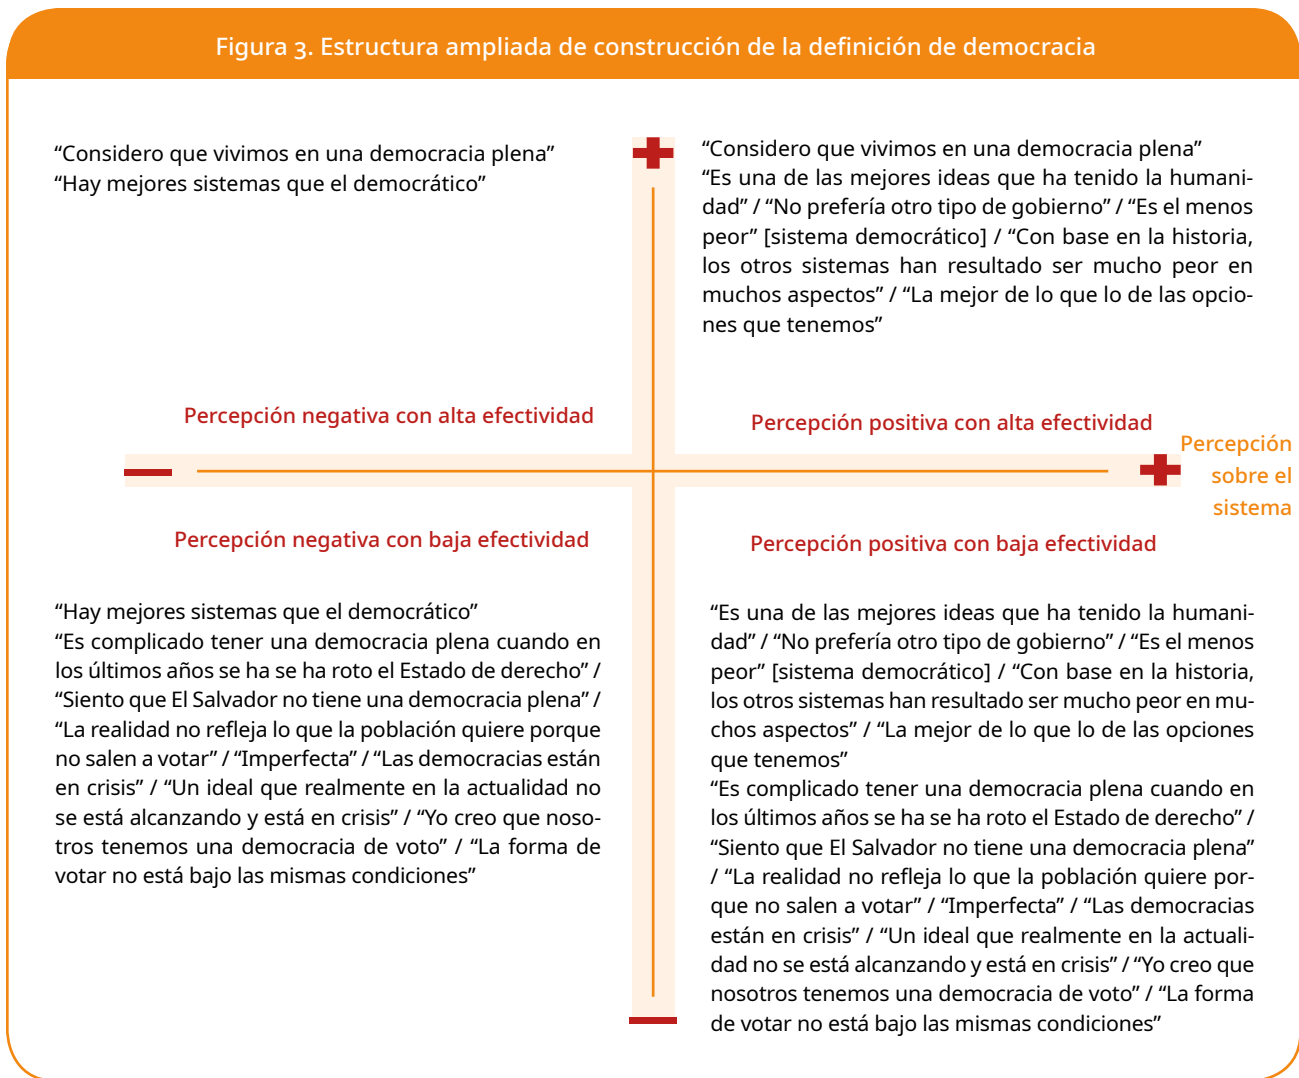 Figura 3. Estructura ampliada de construcción de la definición de democracia
“Considero que vivimos en una democracia plena”
“Hay mejores sistemas que el democrático”
“Considero que vivimos en una democracia plena”
“Es una de las mejores ideas que ha tenido la humani-
dad” / “No prefería otro tipo de gobierno” / “Es el menos
peor” [sistema democrático] / “Con base en la historia,
los otros sistemas han resultado ser mucho peor en
muchos aspectos” / “La mejor de lo que lo de las opcio-
nes que tenemos”
Percepción negativa con alta efectividad
Percepción positiva con alta efectividad
Percepción
sobre el
sistema
Percepción negativa con baja efectividad
Percepción positiva con baja efectividad
“Hay mejores sistemas que el democrático”
“Es complicado tener una democracia plena cuando en
los últimos años se ha se ha roto el Estado de derecho” /
“Siento que El Salvador no tiene una democracia plena” /
“La realidad no refleja lo que la población quiere porque
no salen a votar” / “Imperfecta” / “Las democracias están
en crisis” / “Un ideal que realmente en la actualidad no
se está alcanzando y está en crisis” / “Yo creo que noso-
tros tenemos una democracia de voto” / “La forma de
votar no está bajo las mismas condiciones”
“Es una de las mejores ideas que ha tenido la humani-
dad” / “No prefería otro tipo de gobierno” / “Es el menos
peor” [sistema democrático] / “Con base en la historia,
los otros sistemas han resultado ser mucho peor en mu-
chos aspectos” / “La mejor de lo que lo de las opciones
que tenemos”
“Es complicado tener una democracia plena cuando en
los últimos años se ha se ha roto el Estado de derecho” /
“Siento que El Salvador no tiene una democracia plena”
/ “La realidad no refleja lo que la población quiere por-
que no salen a votar” / “Imperfecta” / “Las democracias
están en crisis” / “Un ideal que realmente en la actuali-
dad no se está alcanzando y está en crisis” / “Yo creo que
nosotros tenemos una democracia de voto” / “La forma
de votar no está bajo las mismas condiciones”